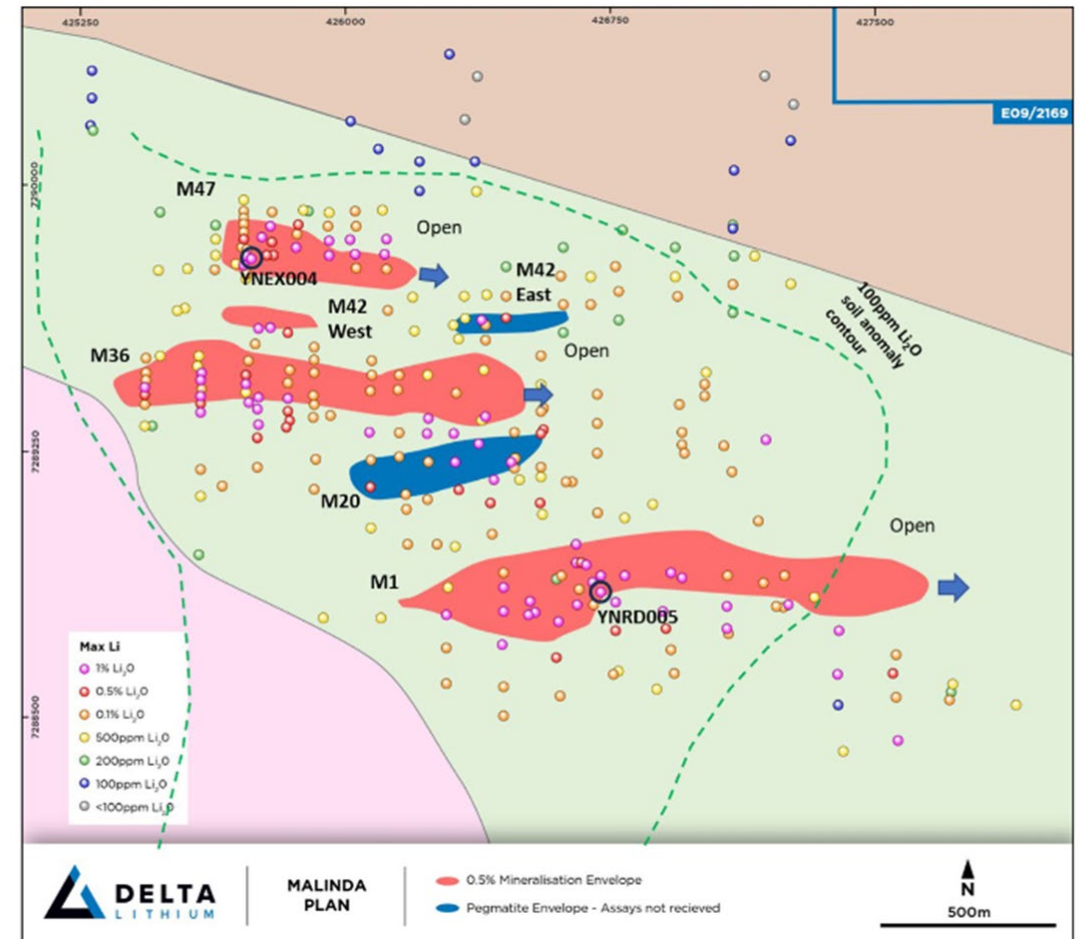 425250
426000
426750
427500
E09/2169
7290000
M47
Open
YNEX004
M42
East
M42
West
100ppm Li₂O
soil anomaly
contour
Open
M36
7289250
M20
Open
M1
YNRD005
7288500
Max Li
1% Li₂O
0.5% Li₂O
0.1% Li₂O
500ppm Li₂O
200ppm Li₂O
100ppm Li₂O
<100ppm Li₂O
DELTA
LITHIUM
MALINDA
PLAN
0.5% Mineralisation Envelope
Pegmatite Envelope - Assays not recieved
N
500m